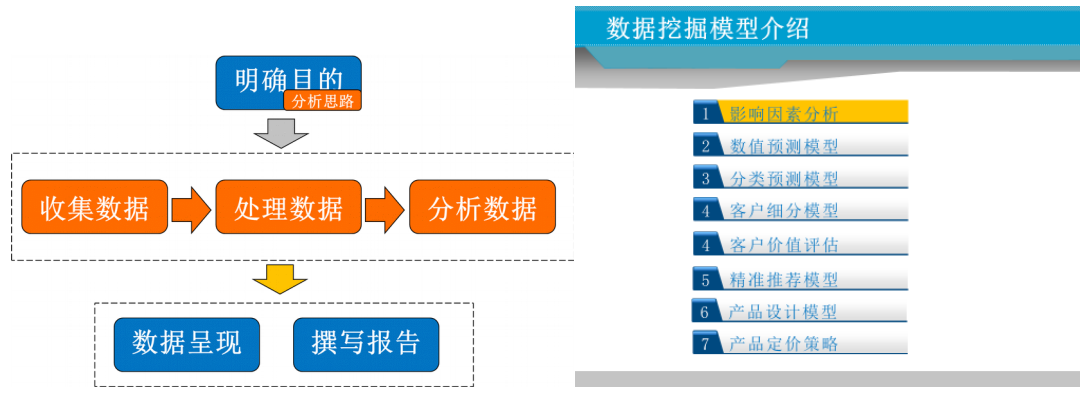 明确目的
分析思路
收集数据
处理数据
分析数据
数据呈现
撰写报告
数据挖掘模型介绍
1 影响因素分析
2 数值预测模型
3 分类预测模型
4 客户细分模型
4 客户价值评估
5 精准推荐模型
6 产品设计模型
7 产品定价策略